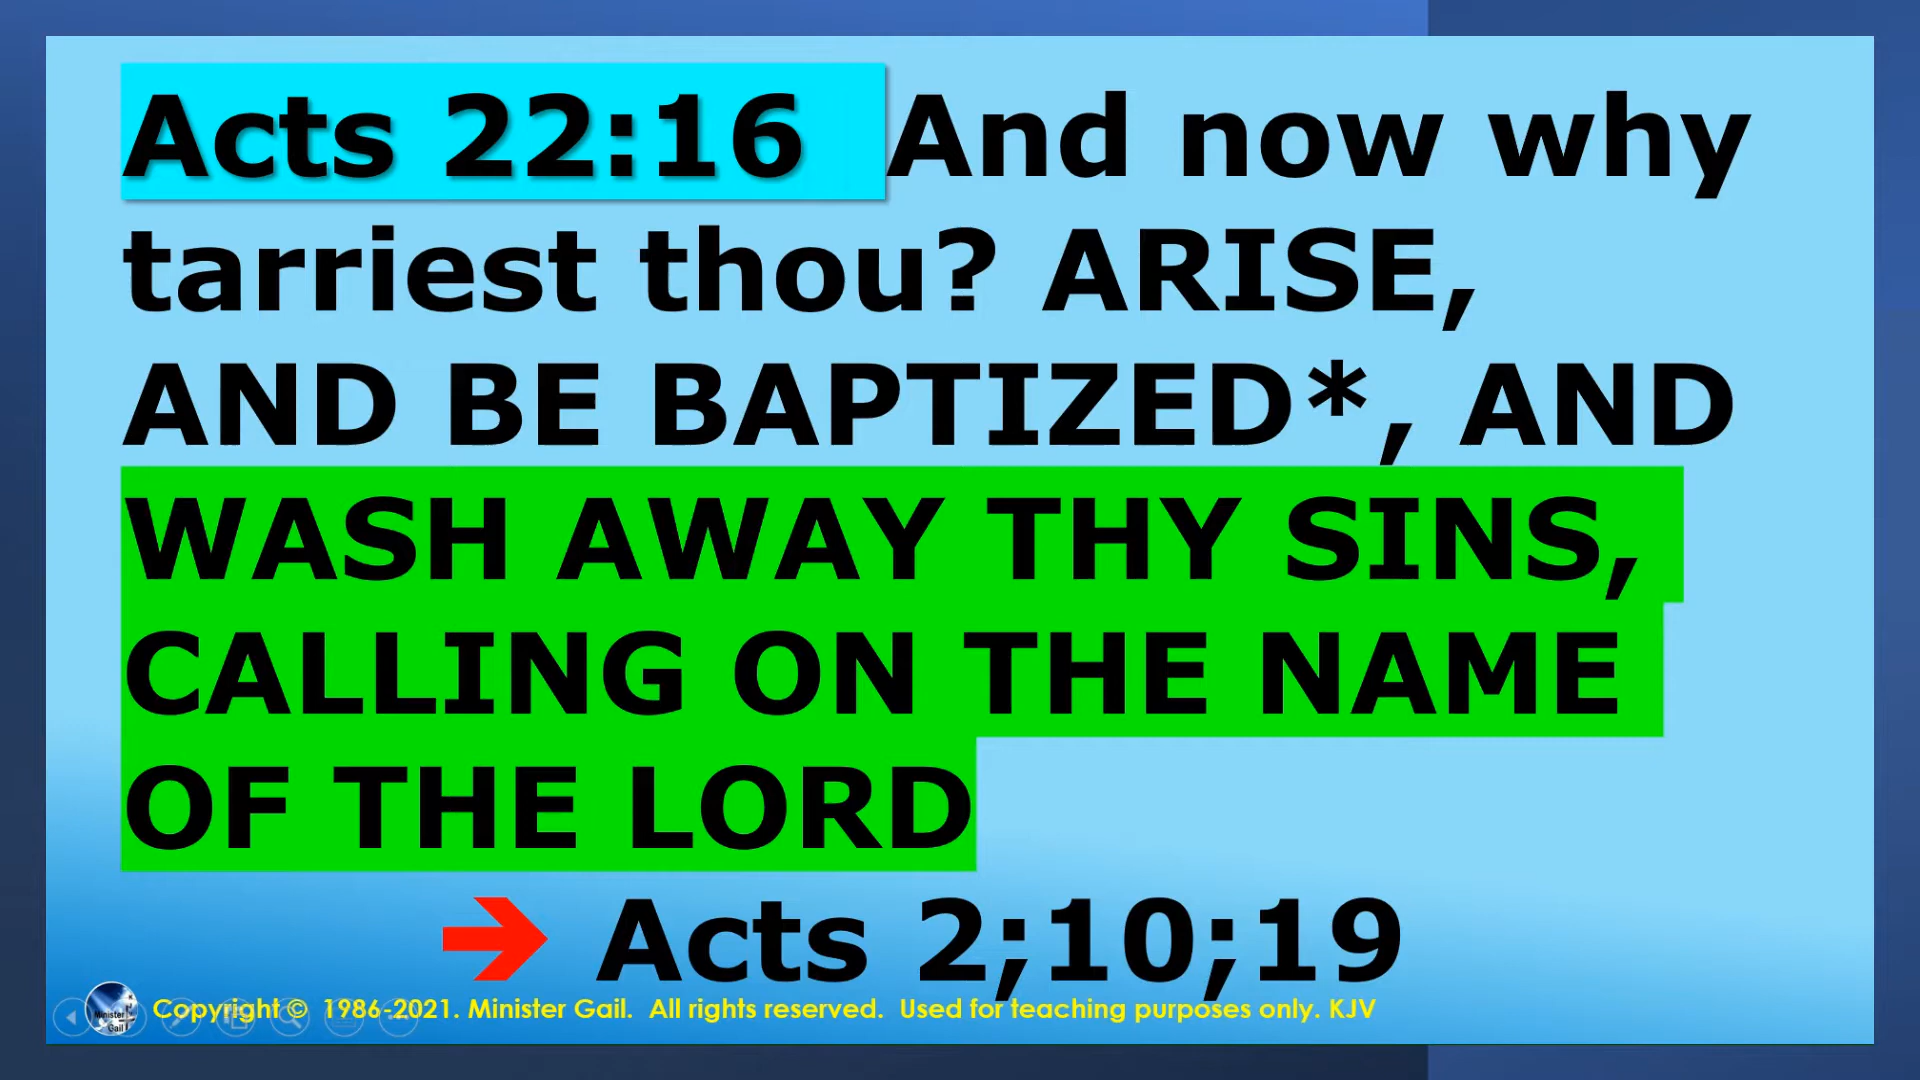 Acts 22:16 And now why
tarriest thou? ARISE,
AND BE BAPTIZED*, AND
WASH AWAY THY SINS,
CALLING ON THE NAME
OF THE LORD
➔ Acts 2;10;19
Minister
Gail
Copyright © 1986-2021. Minister Gail. All rights reserved. Used for teaching purposes only. KJV